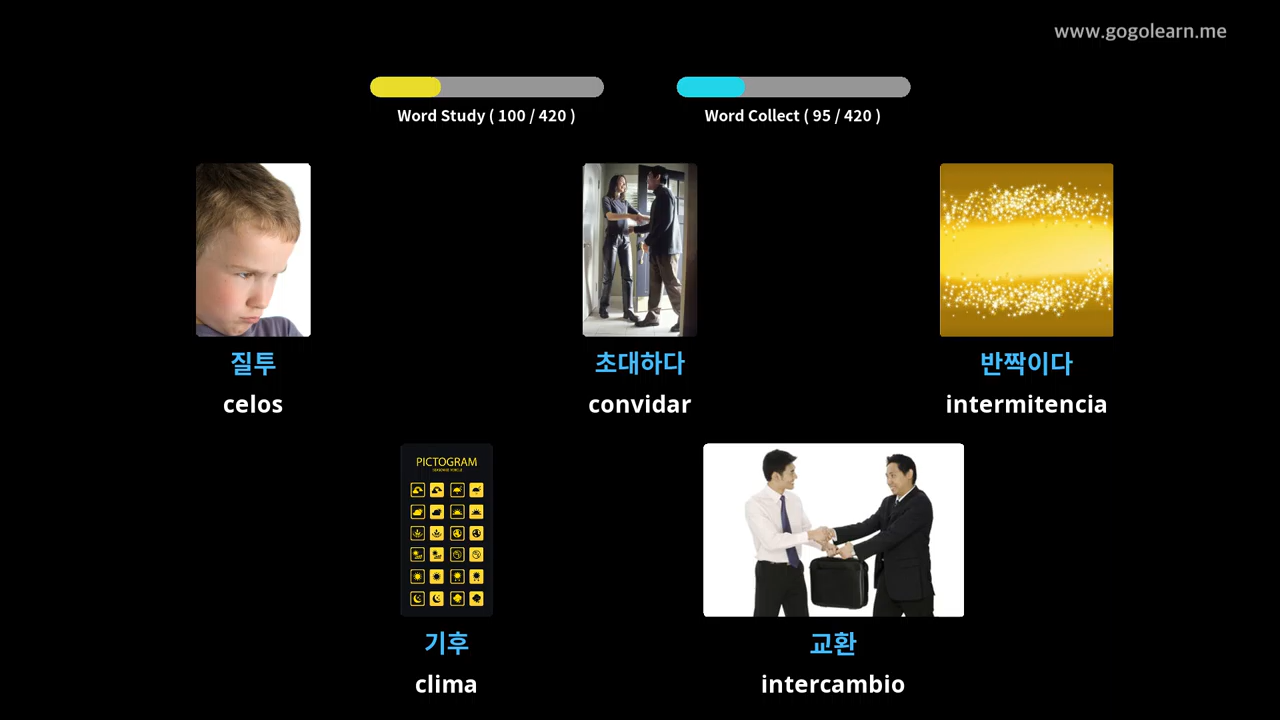 www.gogolearn.me
Word Study ( 100 / 420 )
Word Collect ( 95 / 420 )
질투
초대하다
반짝이다
celos
convidar
intermitencia
PICTOGRAM
기후
교환
clima
intercambio